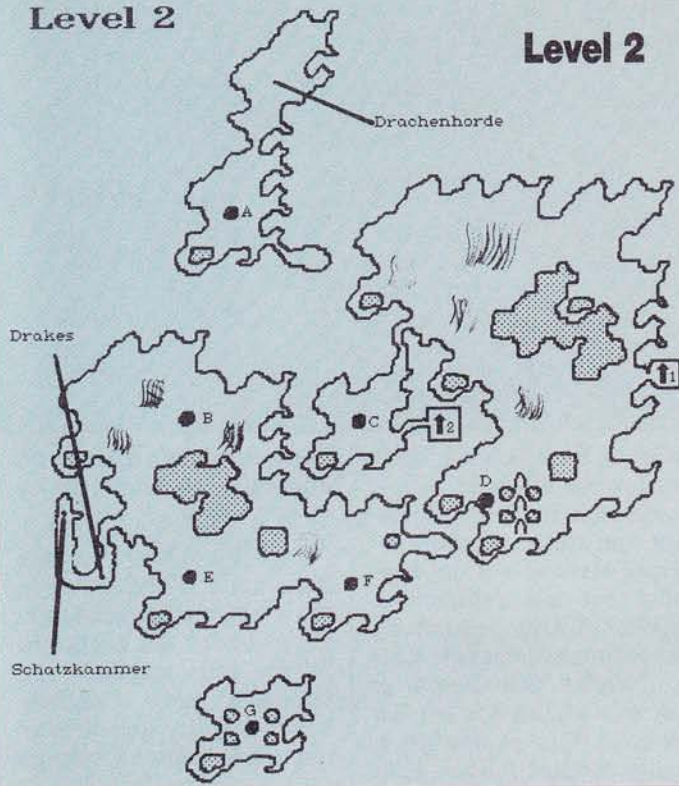 Level 2
Level 2
Drachenhorde
A
Drakes
1
B
C
2
D
E
F
Schatzkammer
G